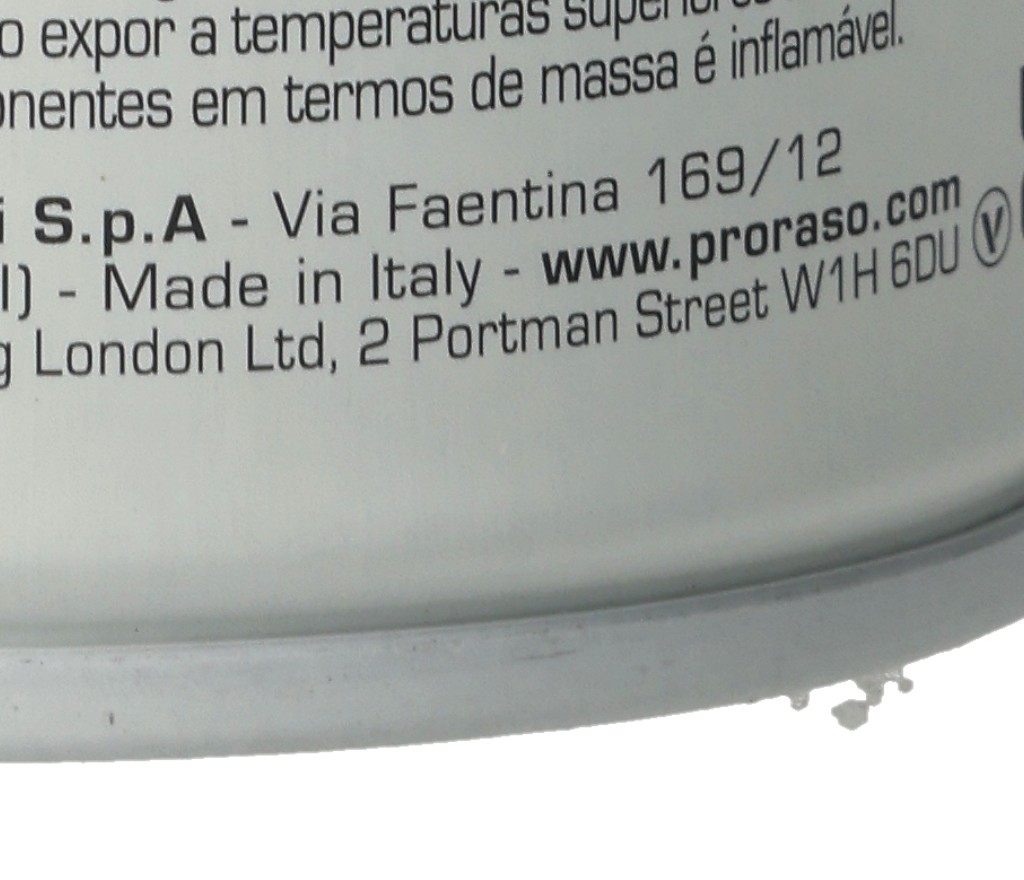 expor a temperaturas
em termos de massa é inflamável.
S.p.A - Via Faentina 169/12
- Made in Italy - www.proraso.com
London Ltd, 2 Portman Street W1H 6DU V